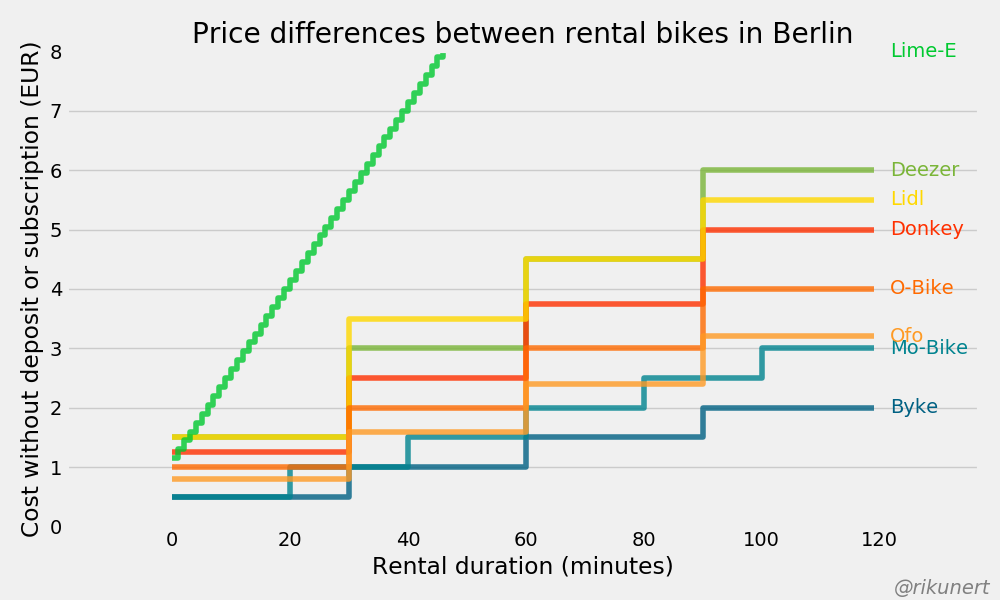 Price differences between rental bikes in Berlin
Cost without deposit or subscription (EUR)
8
7
6
5
4
3
2
1
0
Lime-E
Deezer
Lidl
Donkey
O-Bike
Ofo
Mo-Bike
Byke
0 20 40 60 80 100 120
Rental duration (minutes)
@rikunert